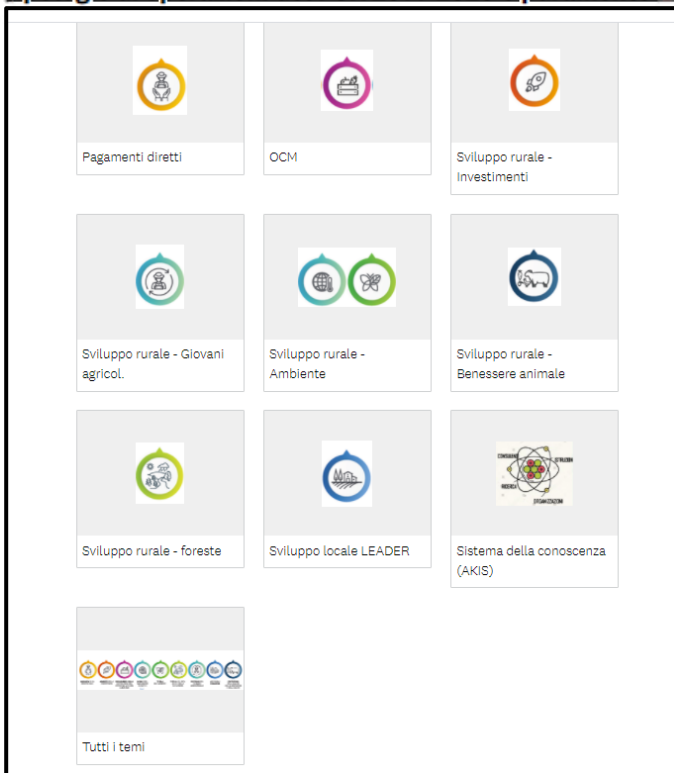 Pagamenti diretti
OCM
Sviluppo rurale -
Investimenti
Sviluppo rurale - Giovani
agricol.
Sviluppo rurale -
Ambiente
Sviluppo rurale -
Benessere animale
Sviluppo rurale - foreste
Sviluppo locale LEADER
RICERCA
Sistema della conoscenza
(AKIS)
Tutti i temi